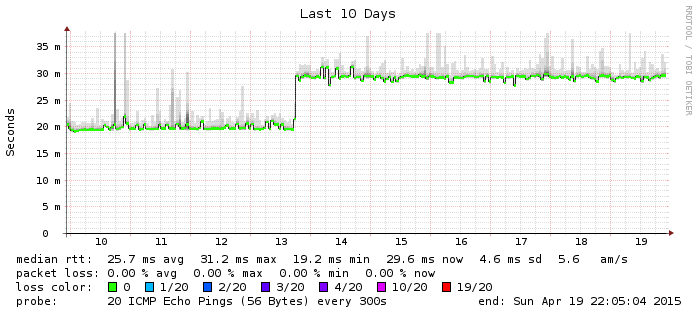 Last 10 Days
RRDTOOL / TOBI OETIKER
Seconds
35 m
30 m
25 m
20 m
15 m
10 m
5 m
0
10 11 12 13 14 15 16 17 18 19
median rtt: 25.7 ms avg 31.2 ms max 19.2 ms min 29.6 ms now 4.6 ms sd 5.6 am/s
packet loss: 0.00 % avg 0.00 % max 0.00 % min 0.00 % now
loss color: 0 1/20 2/20 3/20 4/20 10/20 19/20
probe: 20 ICMP Echo Pings (56 Bytes) every 300s end: Sun Apr 19 22:05:04 2015